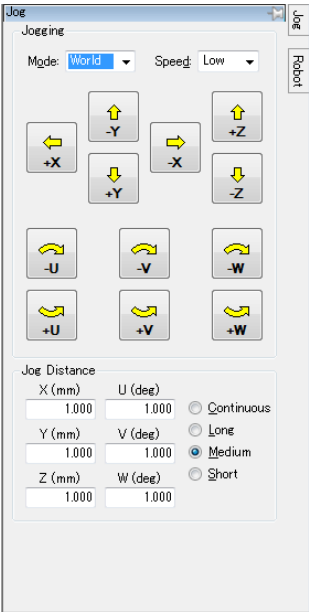 Jog
Jogging
Mode: World Speed: Low
-Y +Z
+X -X
+Y -Z
-U -V -W
+U +V +W
Jog Distance
X (mm) U (deg)
1.000 1.000 Continuous
Y (mm) V (deg) Long
1.000 1.000 Medium
Z (mm) W (deg) Short
1.000 1.000
Jog
Robot